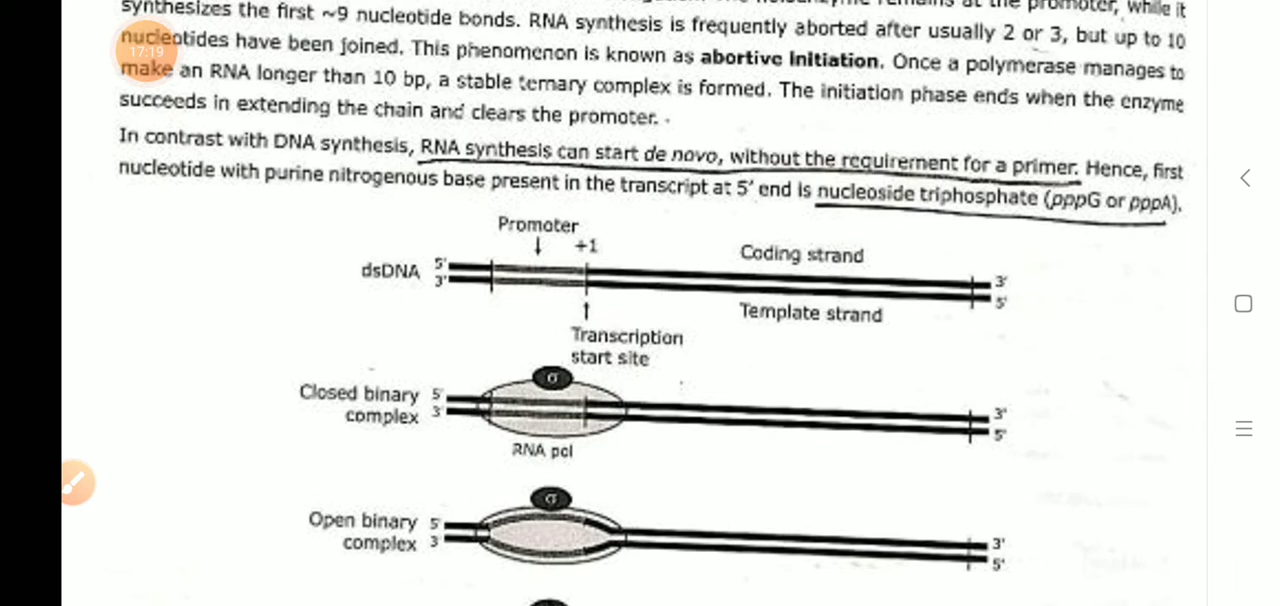 synthesizes the first ~9 nucleotide bonds. RNA synthesis is frequently aborted after usually 2 or 3, but up to 10
nucleotides have been joined. This phenomenon is known as abortive initiation. Once a polymerase manages to
make an RNA longer than 10 bp, a stable ternary complex is formed. The initiation phase ends when the enzyme
succeeds in extending the chain and clears the promoter.
In contrast with DNA synthesis, RNA synthesis can start de novo, without the requirement for a primer. Hence, first
nucleotide with purine nitrogenous base present in the transcript at 5' end is nucleoside triphosphate (pppG or pppA).
17:19
Promoter
+1
Coding strand
dsDNA 5' 3'
3' 5'
Template strand
Transcription
start site
σ
Closed binary 5'
complex 3'
3'
5'
RNA pol
σ
Open binary 5'
complex 3
3'
5'